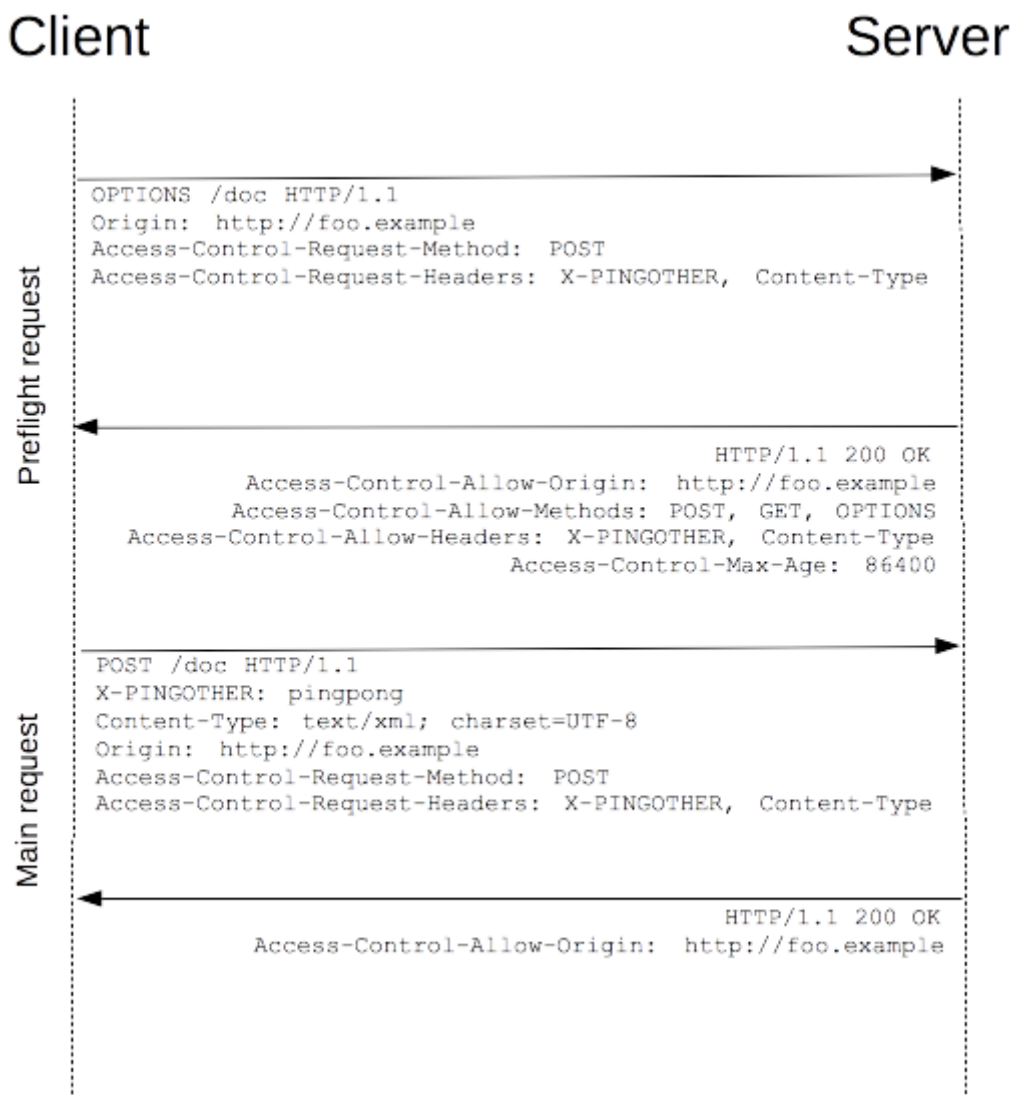 Client
Server
OPTIONS /doc HTTP/1.1
Origin: http://foo.example
Access-Control-Request-Method: POST
Access-Control-Request-Headers: X-PINGOTHER, Content-Type
Preflight request
HTTP/1.1 200 OK
Access-Control-Allow-Origin: http://foo.example
Access-Control-Allow-Methods: POST, GET, OPTIONS
Access-Control-Allow-Headers: X-PINGOTHER, Content-Type
Access-Control-Max-Age: 86400
POST /doc HTTP/1.1
X-PINGOTHER: pingpong
Content-Type: text/xml; charset=UTF-8
Origin: http://foo.example
Access-Control-Request-Method: POST
Access-Control-Request-Headers: X-PINGOTHER, Content-Type
Main request
HTTP/1.1 200 OK
Access-Control-Allow-Origin: http://foo.example